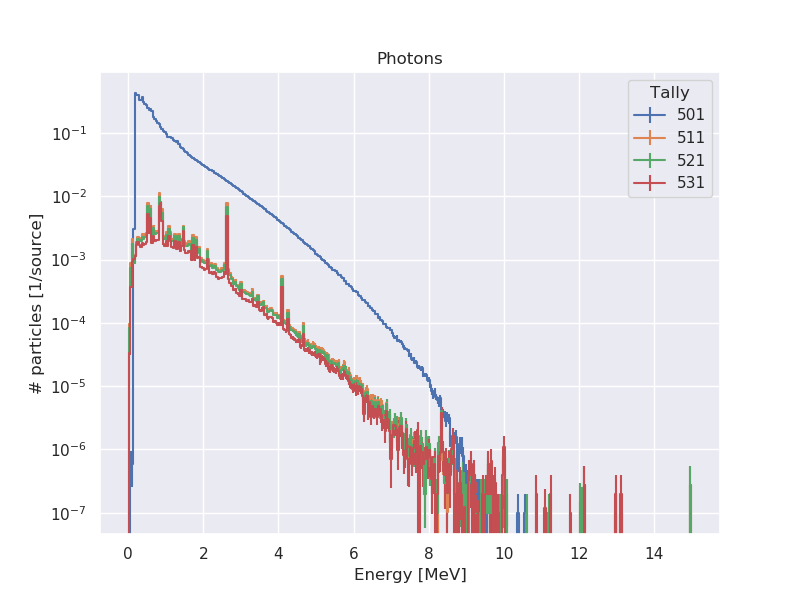 Photons
Tally
501
511
521
531
10⁻¹
10⁻²
10⁻³
10⁻⁴
10⁻⁵
10⁻⁶
10⁻⁷
# particles [1/source]
0 2 4 6 8 10 12 14
Energy [MeV]